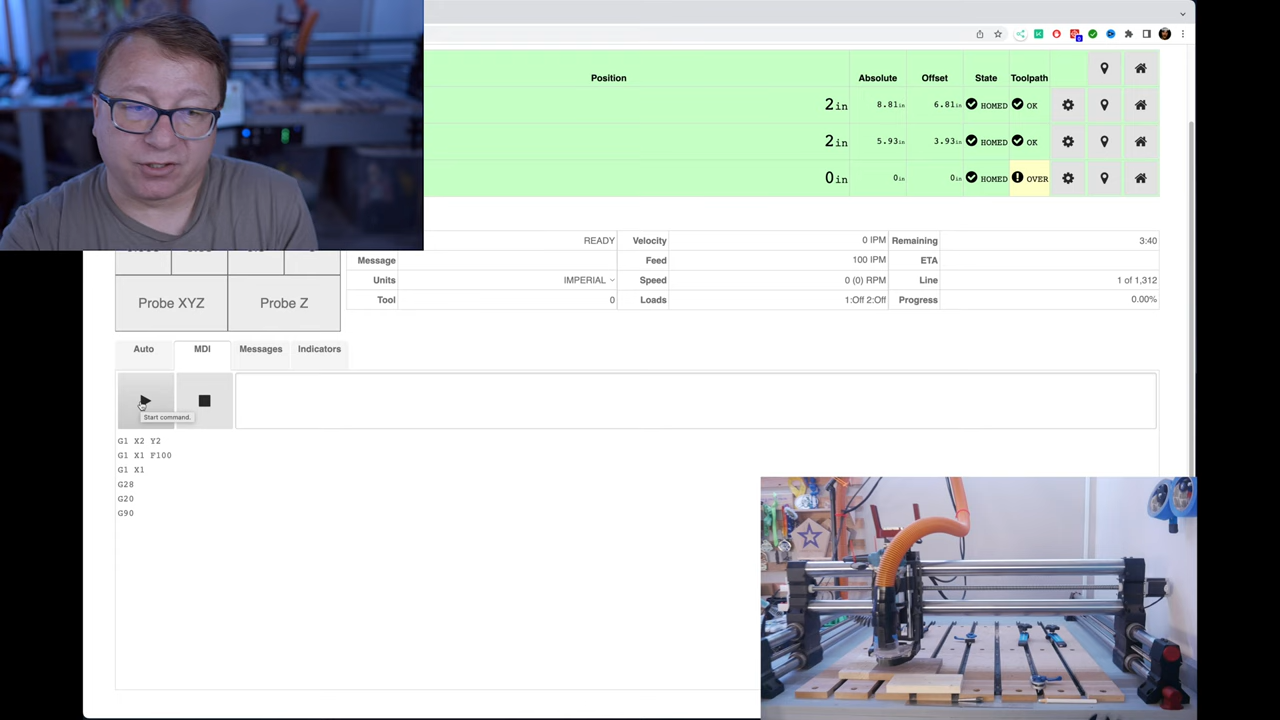 Position Absolute Offset State Toolpath
2in 8.81in 6.81in HOMED OK
2in 5.93in 3.93in HOMED OK
0in 0in 0in HOMED OVER
READY Velocity 0 IPM Remaining 3:40
Message Feed 100 IPM ETA
Units IMPERIAL Speed 0 (0) RPM Line 1 of 1,312
Tool 0 Loads 1:Off 2:Off Progress 0.00%
Probe XYZ Probe Z
Auto MDI Messages Indicators
Start command.
G1 X2 Y2
G1 X1 F100
G1 X1
G28
G20
G90